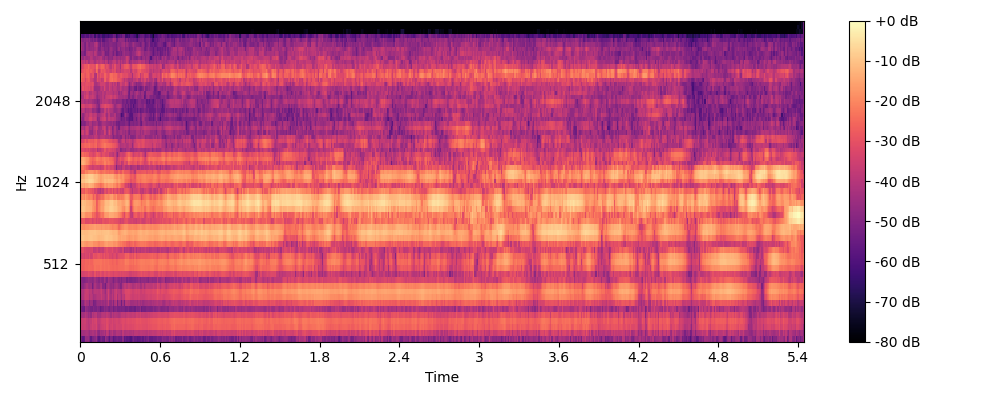 +0 dB
-10 dB
2048
-20 dB
-30 dB
Hz
1024
-40 dB
-50 dB
512
-60 dB
-70 dB
-80 dB
0 0.6 1.2 1.8 2.4 3 3.6 4.2 4.8 5.4
Time